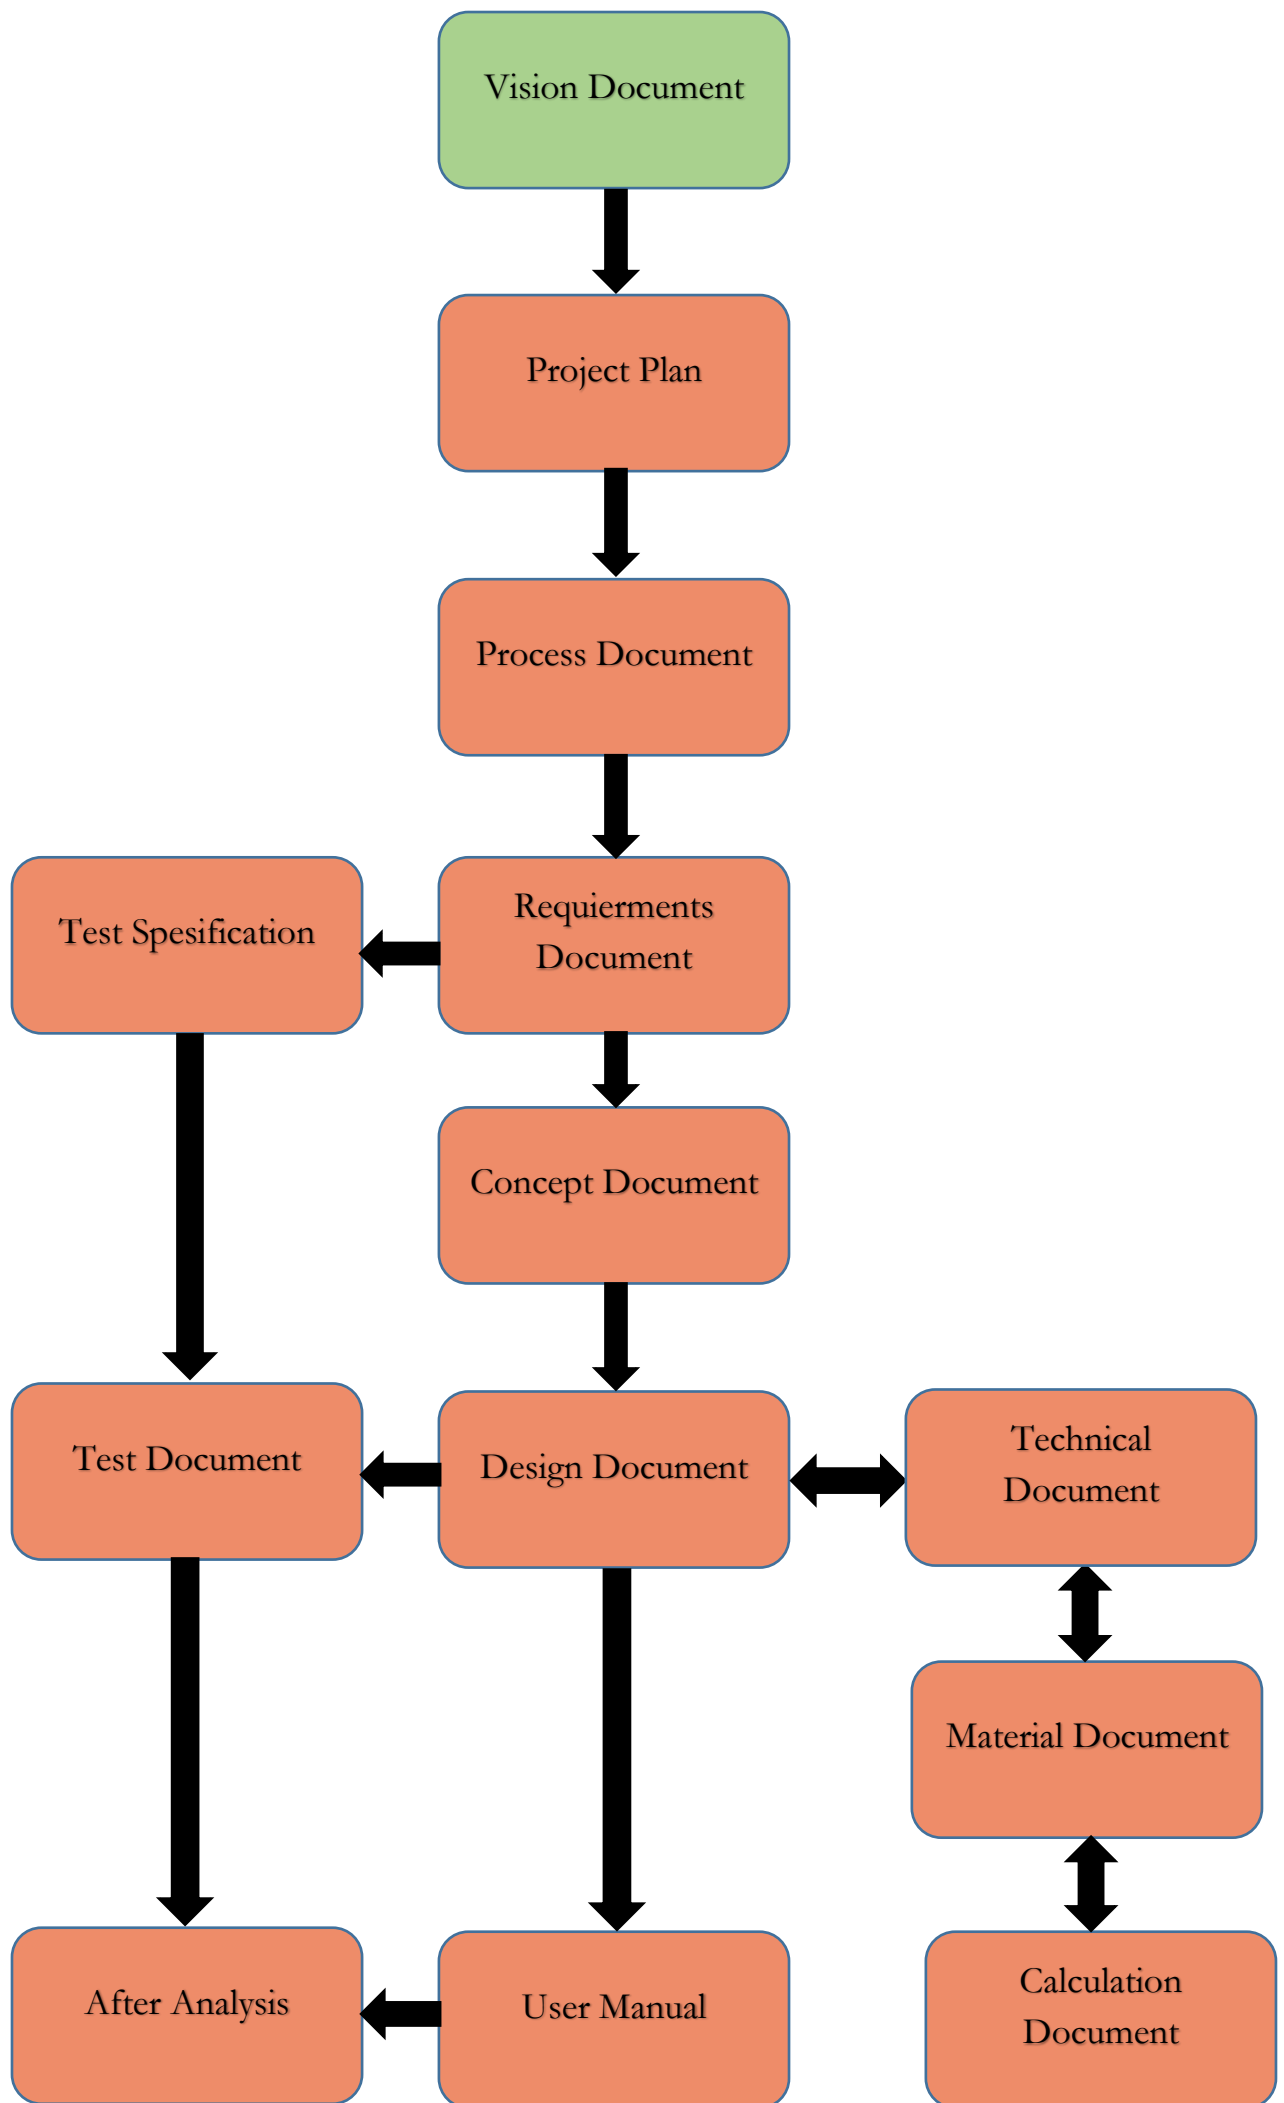 Vision Document
Project Plan
Process Document
Test Spesification
Requierments
Document
Concept Document
Test Document
Design Document
Technical
Document
Material Document
After Analysis
User Manual
Calculation
Document